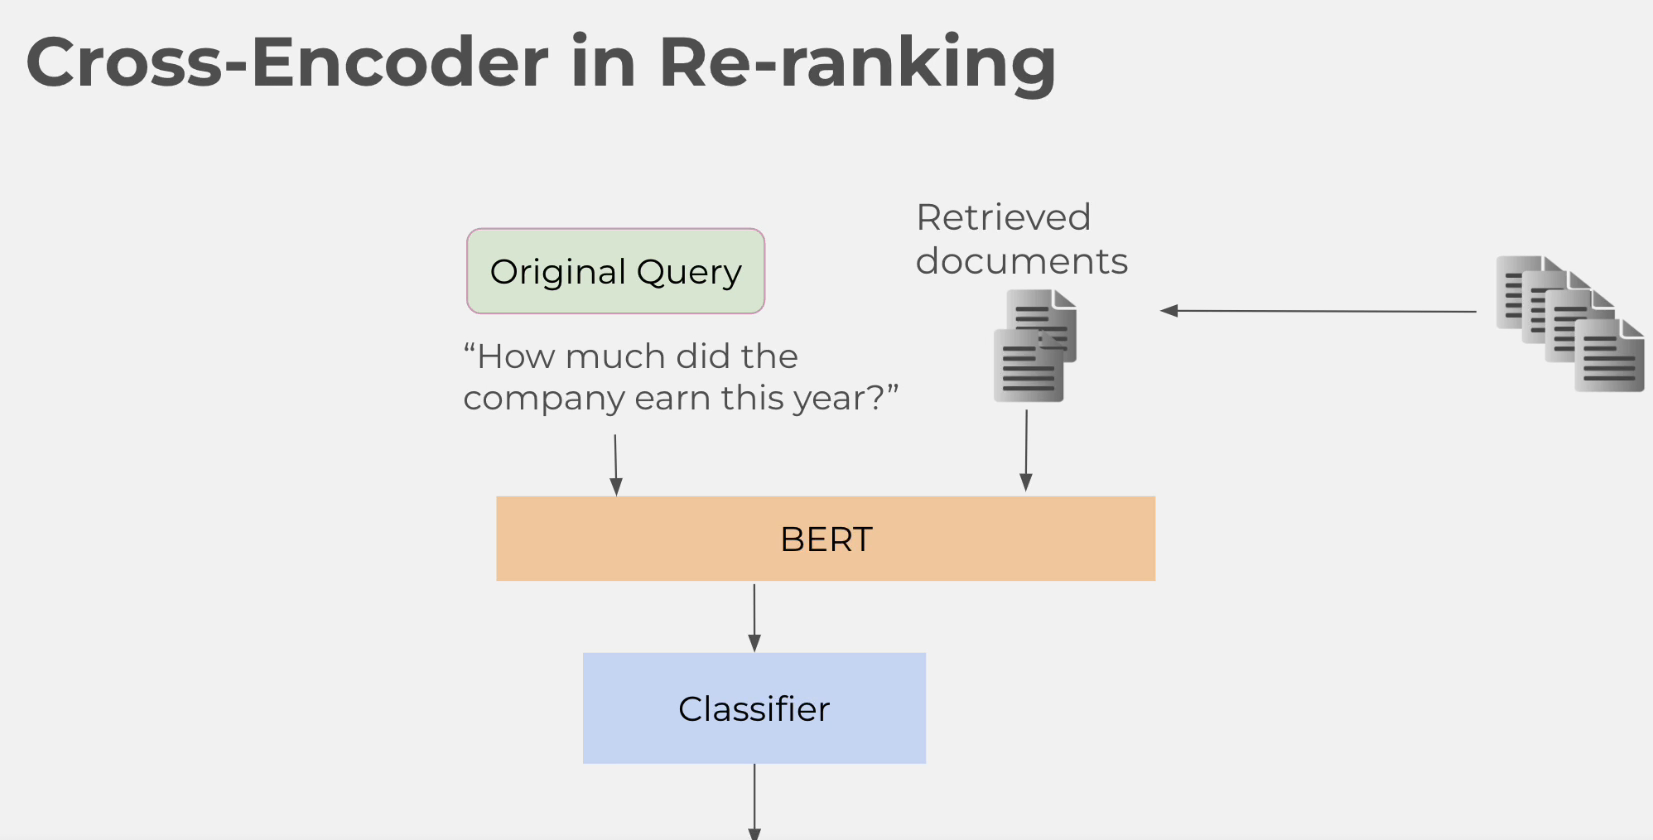 Cross-Encoder in Re-ranking
Retrieved
documents
Original Query
“How much did the
company earn this year?”
BERT
Classifier